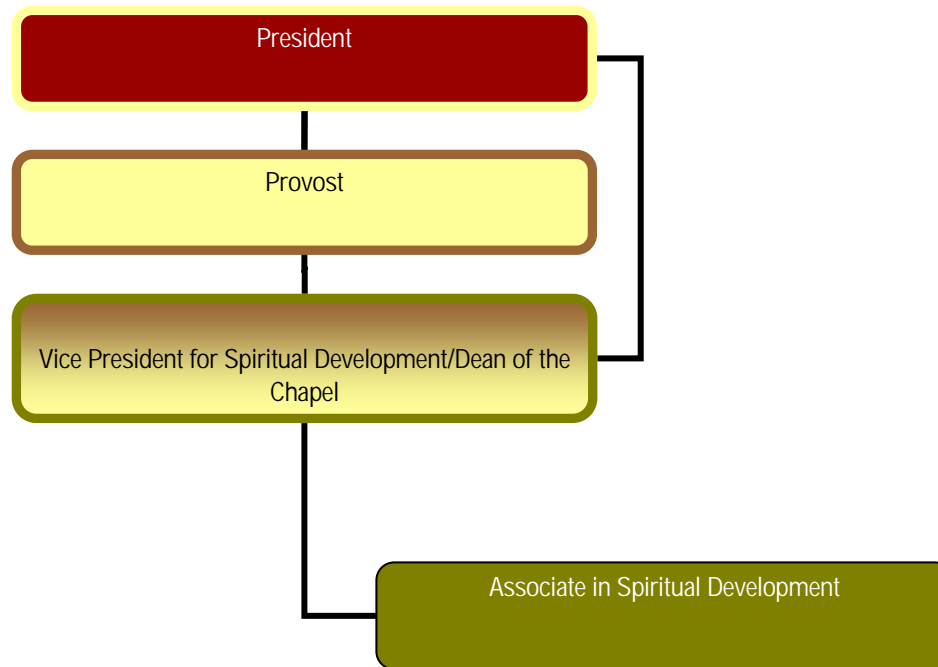 President
Provost
Vice President for Spiritual Development/Dean of the
Chapel
Associate in Spiritual Development